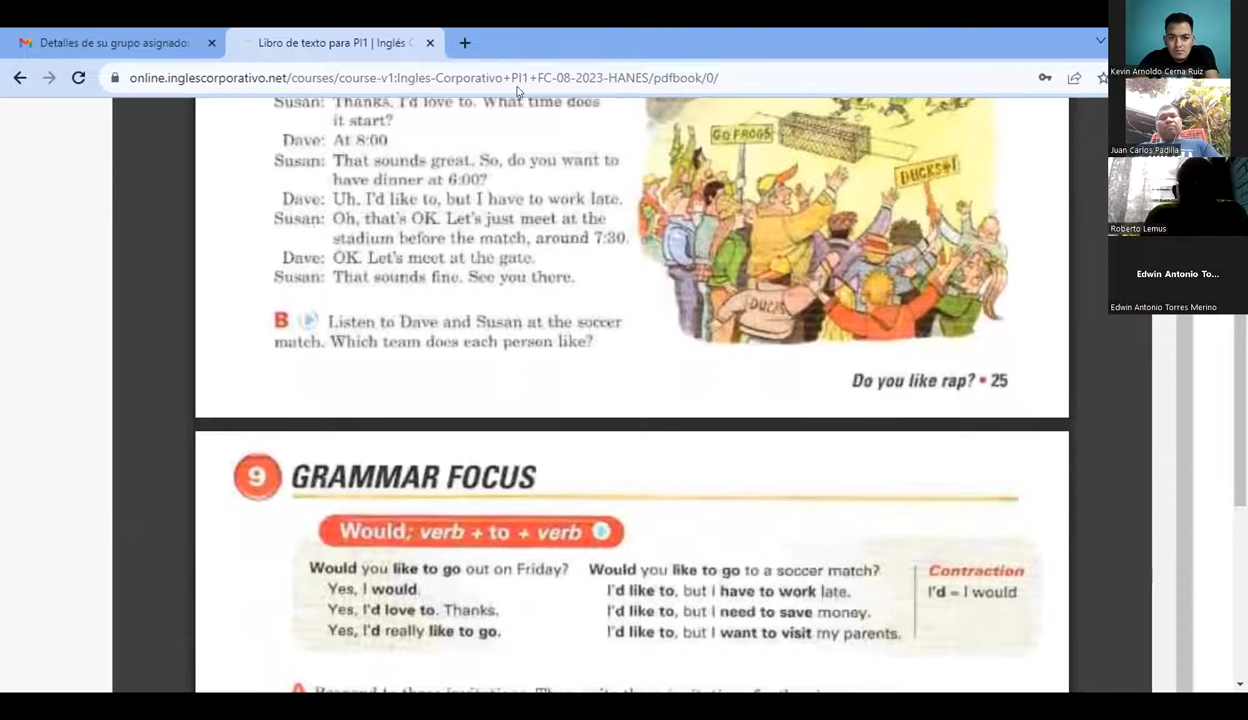 Detalles de su grupo asignado:
Libro de texto para PI1 | Inglés C
online.inglescorporativo.net/courses/course-v1:Ingles-Corporativo+PI1+FC-08-2023-HANES/pdfbook/0/
Susan: Thanks. I'd love to. What time does
it start?
Dave: At 8:00
Susan: That sounds great. So, do you want to
have dinner at 6:00?
Dave: Uh, I'd like to, but I have to work late.
Susan: Oh, that's OK. Let's just meet at the
stadium before the match, around 7:30.
Dave: OK. Let's meet at the gate.
Susan: That sounds fine. See you there.
GO FROGS
DUCKS #1
DUCKS
B Listen to Dave and Susan at the soccer
match. Which team does each person like?
Do you like rap? • 25
9 GRAMMAR FOCUS
Would; verb + to + verb
Would you like to go out on Friday?
Yes, I would.
Yes, I'd love to. Thanks.
Yes, I'd really like to go.
Would you like to go to a soccer match?
I'd like to, but I have to work late.
I'd like to, but I need to save money.
I'd like to, but I want to visit my parents.
Contraction
I'd = I would
Kevin Arnoldo Cerna Ruiz
Juan Carlos Padilla
Roberto Lemus
Edwin Antonio To...
Edwin Antonio Torres Merino